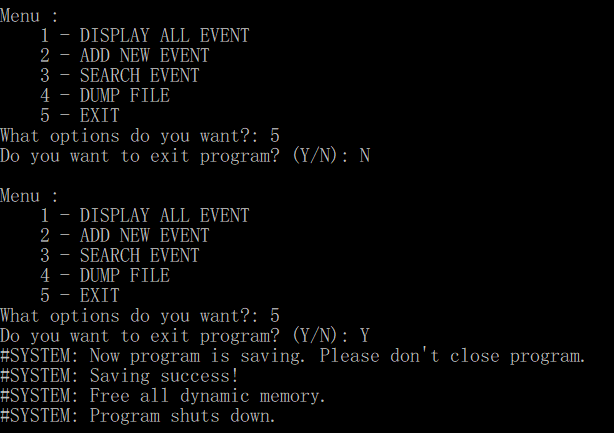 Menu :
    1 - DISPLAY ALL EVENT
    2 - ADD NEW EVENT
    3 - SEARCH EVENT
    4 - DUMP FILE
    5 - EXIT
What options do you want?: 5
Do you want to exit program? (Y/N): N

Menu :
    1 - DISPLAY ALL EVENT
    2 - ADD NEW EVENT
    3 - SEARCH EVENT
    4 - DUMP FILE
    5 - EXIT
What options do you want?: 5
Do you want to exit program? (Y/N): Y
#SYSTEM: Now program is saving. Please don't close program.
#SYSTEM: Saving success!
#SYSTEM: Free all dynamic memory.
#SYSTEM: Program shuts down.